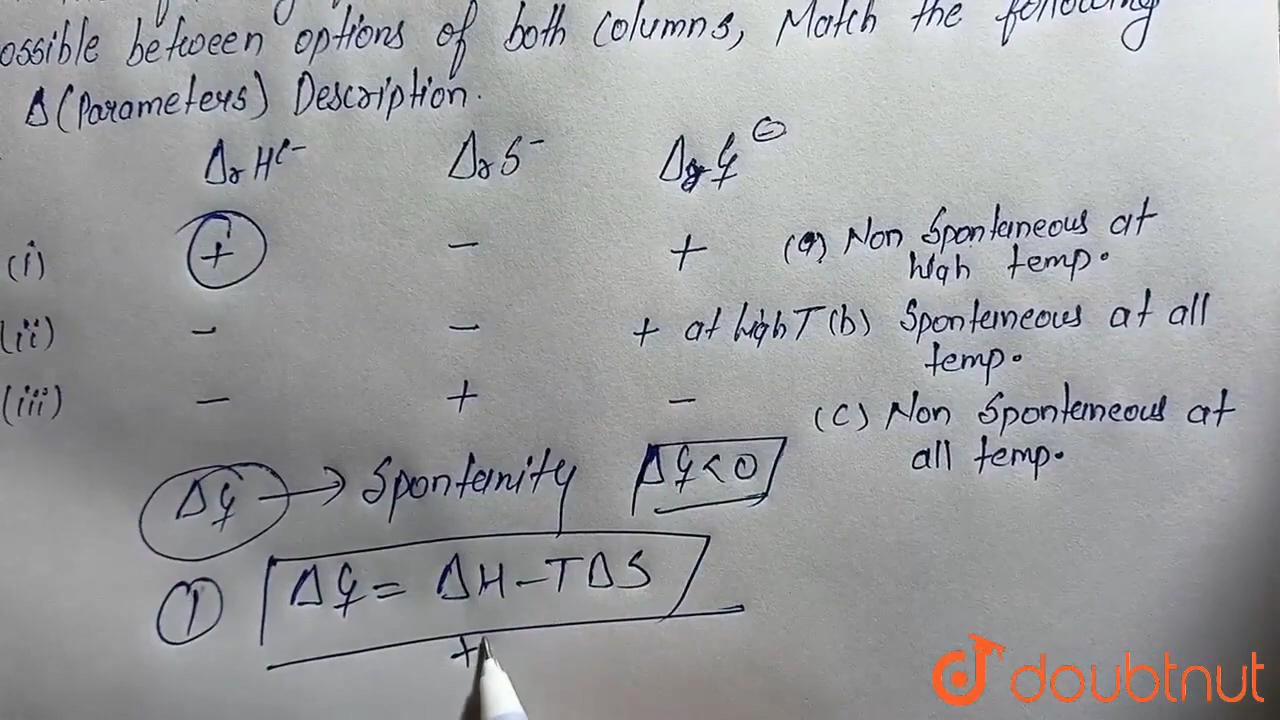 ossible between options of both columns, Match the following
Δ (Parameters) Description.
ΔrH⊖ ΔrS⁻ ΔrG⊖
(i) + − + (a) Non Spontaneous at high temp.
(ii) − − + at high T (b) Spontaneous at all temp.
(iii) − + − (c) Non Spontaneous at all temp.
ΔG → Spontenity ΔG<0
① ΔG = ΔH−TΔS
+
doubtnut